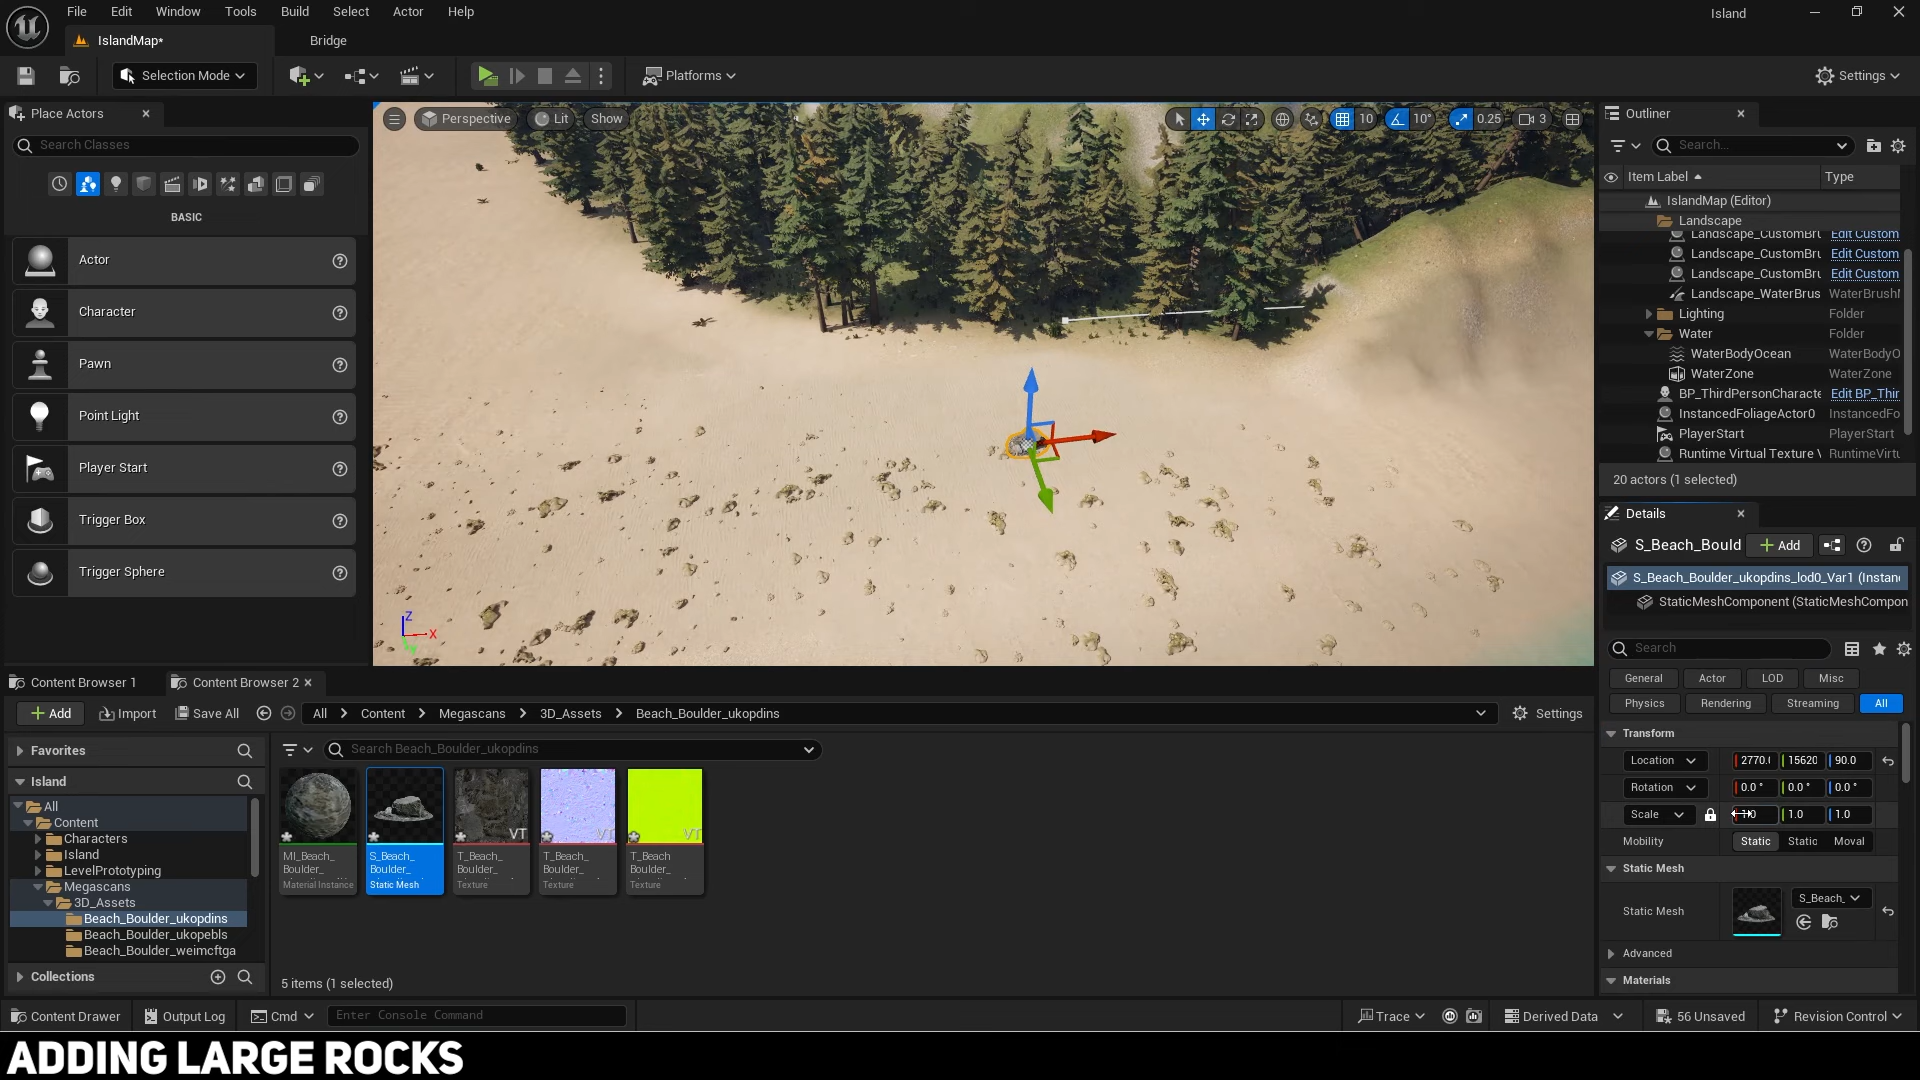 File Edit Window Tools Build Select Actor Help
Island
IslandMap*
Bridge
Selection Mode
Platforms
Settings
Place Actors
Search Classes
BASIC
Actor
Character
Pawn
Point Light
Player Start
Trigger Box
Trigger Sphere
Perspective
Lit
Show
10
10°
0.25
3
Z
X
Outliner
Search...
Item Label
Type
IslandMap (Editor)
Landscape
Landscape_CustomBru Edit Custom
Landscape_CustomBru Edit Custom
Landscape_CustomBru Edit Custom
Landscape_WaterBrus WaterBrushM
Lighting Folder
Water Folder
WaterBodyOcean WaterBodyO
WaterZone WaterZone
BP_ThirdPersonCharacte Edit BP_Thir
InstancedFoliageActor0 InstancedFo
PlayerStart PlayerStart
Runtime Virtual Texture V RuntimeVirtu
20 actors (1 selected)
Details
S_Beach_Bould
Add
S_Beach_Boulder_ukopdins_lod0_Var1 (Instan
StaticMeshComponent (StaticMeshCompon
Search
General Actor LOD Misc
Physics Rendering Streaming All
Transform
Location 2770.0 15620 90.0
Rotation 0.0 ° 0.0 ° 0.0 °
Scale 1.0 1.0
Mobility Static Static Moval
Static Mesh
Static Mesh
S_Beach_
Advanced
Materials
Content Browser 1
Content Browser 2
Add
Import
Save All
All Content Megascans 3D_Assets Beach_Boulder_ukopdins
Settings
Favorites
Island
All
Content
Characters
Island
LevelPrototyping
Megascans
3D_Assets
Beach_Boulder_ukopdins
Beach_Boulder_ukopebls
Beach_Boulder_weimcftga
Collections
Search Beach_Boulder_ukopdins
MI_Beach_
Boulder_
Material Instance
S_Beach_
Boulder_
Static Mesh
VT
T_Beach_
Boulder_
Texture
VT
T_Beach_
Boulder_
Texture
VT
T_Beach
Boulder_
Texture
5 items (1 selected)
Content Drawer
Output Log
Cmd
Enter Console Command
Trace
Derived Data
56 Unsaved
Revision Control
ADDING LARGE ROCKS